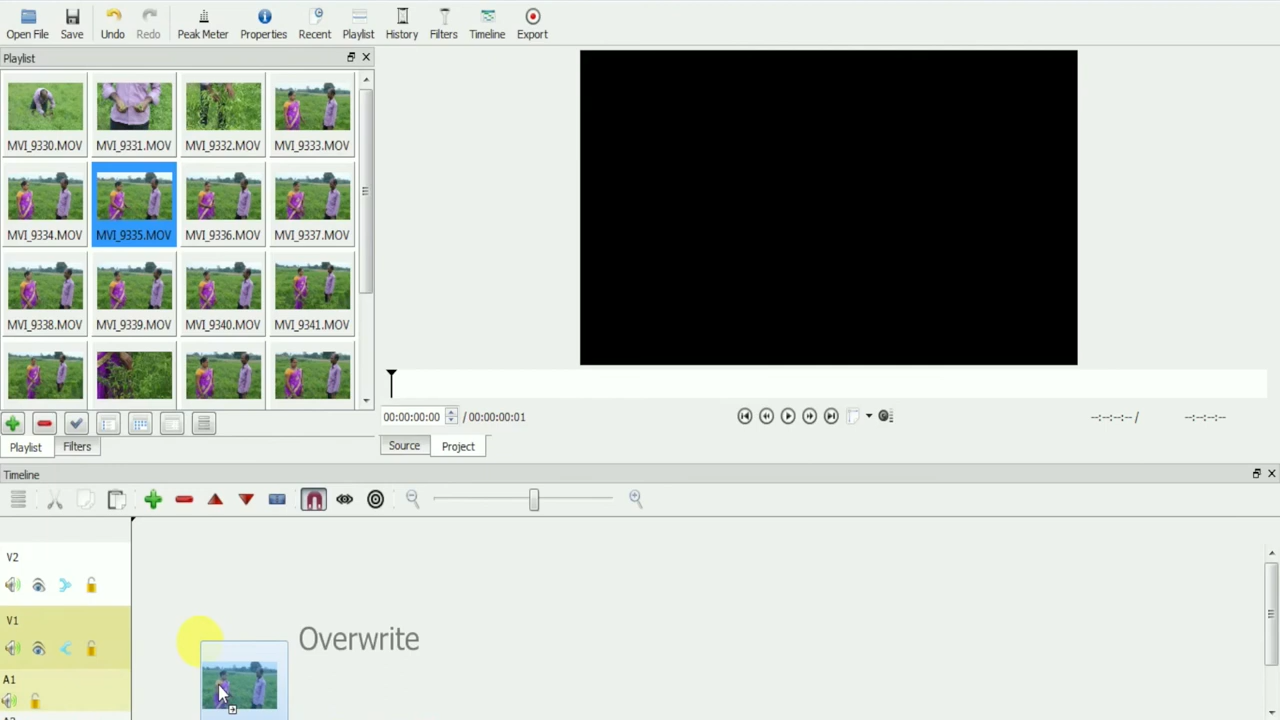 Open File Save Undo Redo Peak Meter Properties Recent Playlist History Filters Timeline Export
Playlist
MVI_9330.MOV MVI_9331.MOV MVI_9332.MOV MVI_9333.MOV
MVI_9334.MOV MVI_9335.MOV MVI_9336.MOV MVI_9337.MOV
MVI_9338.MOV MVI_9339.MOV MVI_9340.MOV MVI_9341.MOV
00:00:00:00 / 00:00:00:01 --:--:--:-- / --:--:--:--
Playlist Filters Source Project
Timeline
V2
V1
Overwrite
A1